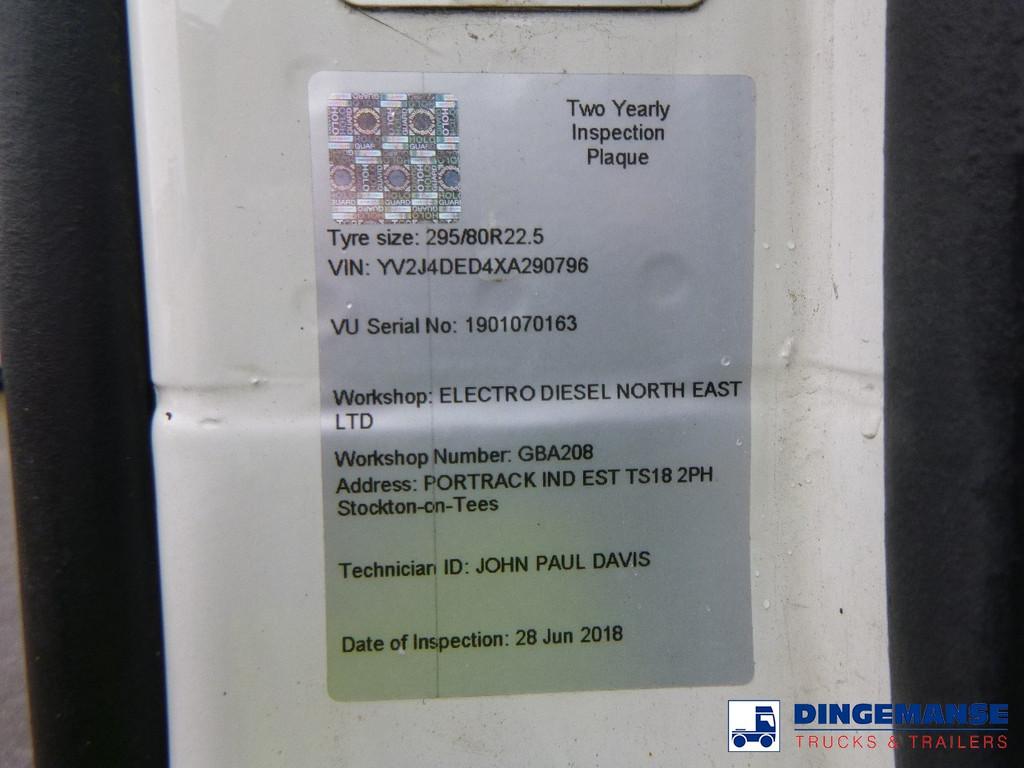 Two Yearly
Inspection
Plaque
Tyre size: 295/80R22.5
VIN: YV2J4DED4XA290796
VU Serial No: 1901070163
Workshop: ELECTRO DIESEL NORTH EAST
LTD
Workshop Number: GBA208
Address: PORTRACK IND EST TS18 2PH
Stockton-on-Tees
Technician ID: JOHN PAUL DAVIS
Date of Inspection: 28 Jun 2018
DINGEMANSE
TRUCKS & TRAILERS